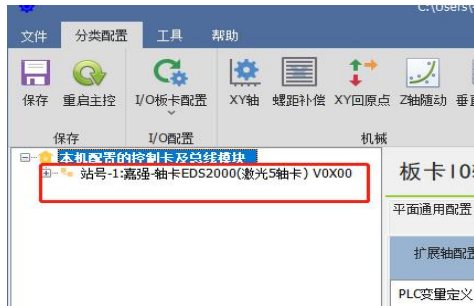 C:\Users\
文件 分类配置 工具 帮助
保存 重启主控 I/O板卡配置 XY轴 螺距补偿 XY回原点 Z轴随动
保存 I/O配置 机械
本机配置的控制卡及总线模块
站号-1:嘉强-轴卡EDS2000(激光5轴卡) V0X00
板卡IO
平面通用配置
扩展轴配置
PLC变量定义